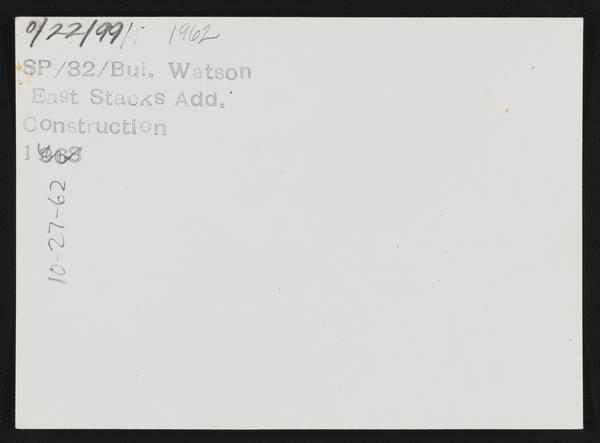 0/22/99/: 1962
SP/32/Bui. Watson
East Stacks Add.
Construction
1968
10-27-62